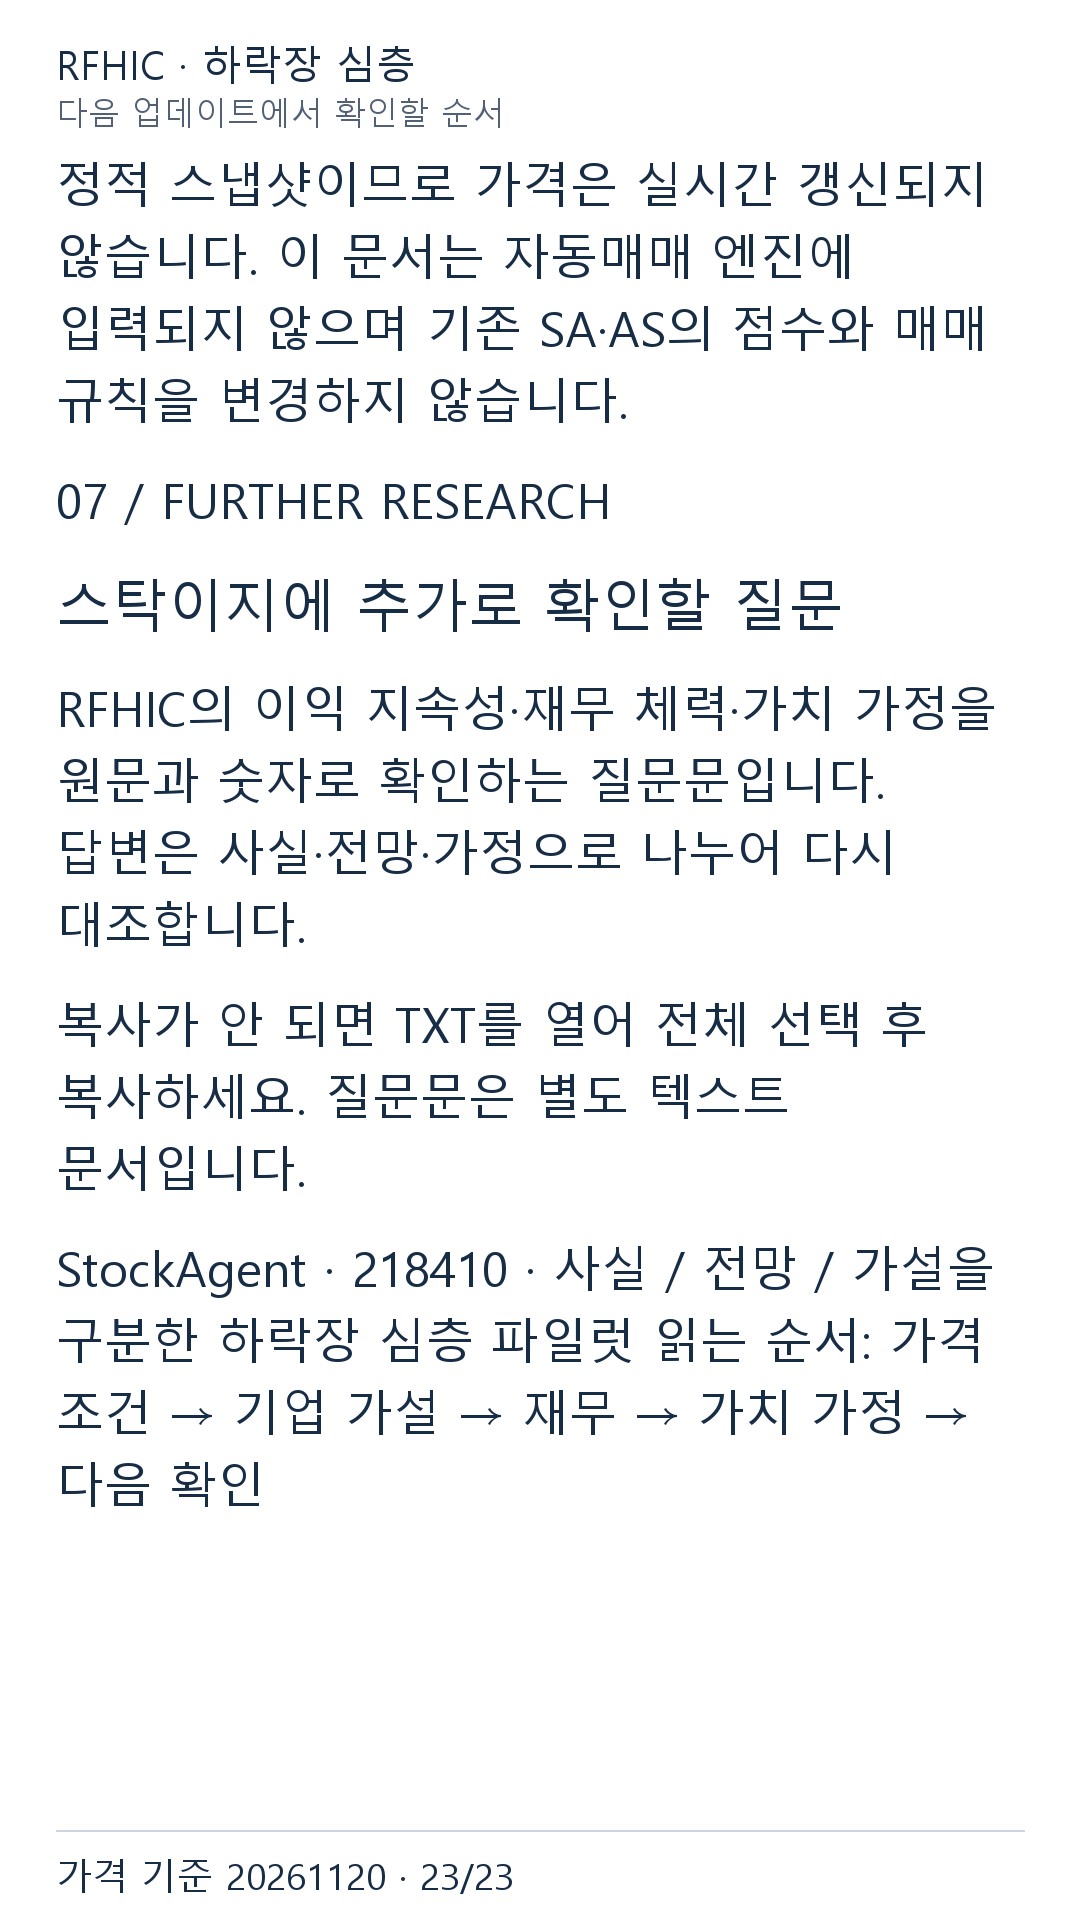 RFHIC · 하락장 심층
다음 업데이트에서 확인할 순서
정적 스냅샷이므로 가격은 실시간 갱신되지
않습니다. 이 문서는 자동매매 엔진에
입력되지 않으며 기존 SA·AS의 점수와 매매
규칙을 변경하지 않습니다.
07 / FURTHER RESEARCH
스탁이지에 추가로 확인할 질문
RFHIC의 이익 지속성·재무 체력·가치 가정을
원문과 숫자로 확인하는 질문문입니다.
답변은 사실·전망·가정으로 나누어 다시
대조합니다.
복사가 안 되면 TXT를 열어 전체 선택 후
복사하세요. 질문문은 별도 텍스트
문서입니다.
StockAgent · 218410 · 사실 / 전망 / 가설을
구분한 하락장 심층 파일럿 읽는 순서: 가격
조건 → 기업 가설 → 재무 → 가치 가정 →
다음 확인
가격 기준 20261120 · 23/23